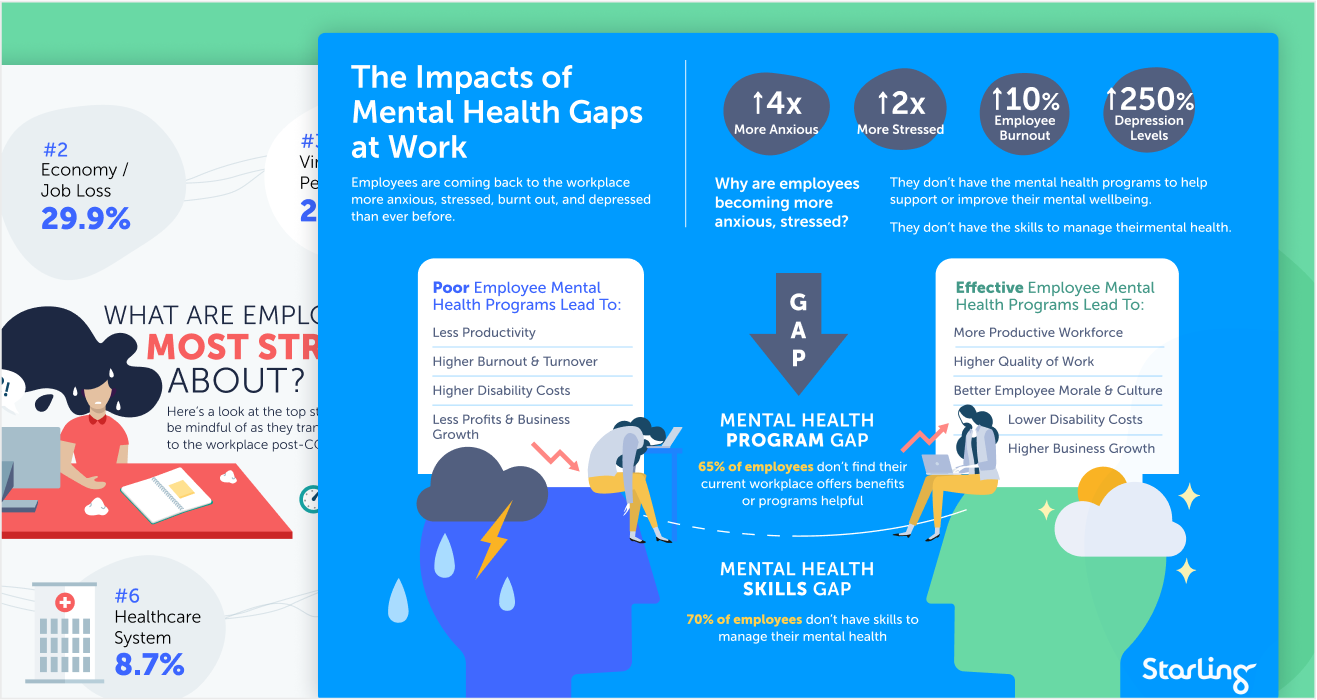 #2
Economy /
Job Loss
29.9%
WHAT ARE
MOST
ABOUT?
Here's a look at the top
be mindful of as they
to the workplace
?!
#6
Healthcare
System
8.7%
The Impacts of
Mental Health Gaps
at Work
Employees are coming back to the workplace
more anxious, stressed, burnt out, and depressed
than ever before.
↑4x
More Anxious
↑2x
More Stressed
↑10%
Employee
Burnout
↑250%
Depression
Levels
Why are employees
becoming more
anxious, stressed?
They don't have the mental health programs to help
support or improve their mental wellbeing.
They don't have the skills to manage theirmental health.
Poor Employee Mental
Health Programs Lead To:
Less Productivity
Higher Burnout & Turnover
Higher Disability Costs
Less Profits & Business
Growth
G
A
P
MENTAL HEALTH
PROGRAM GAP
65% of employees don't find their
current workplace offers benefits
or programs helpful
MENTAL HEALTH
SKILLS GAP
70% of employees don't have skills to
manage their mental health
Effective Employee Mental
Health Programs Lead To:
More Productive Workforce
Higher Quality of Work
Better Employee Morale & Culture
Lower Disability Costs
Higher Business Growth
Starling